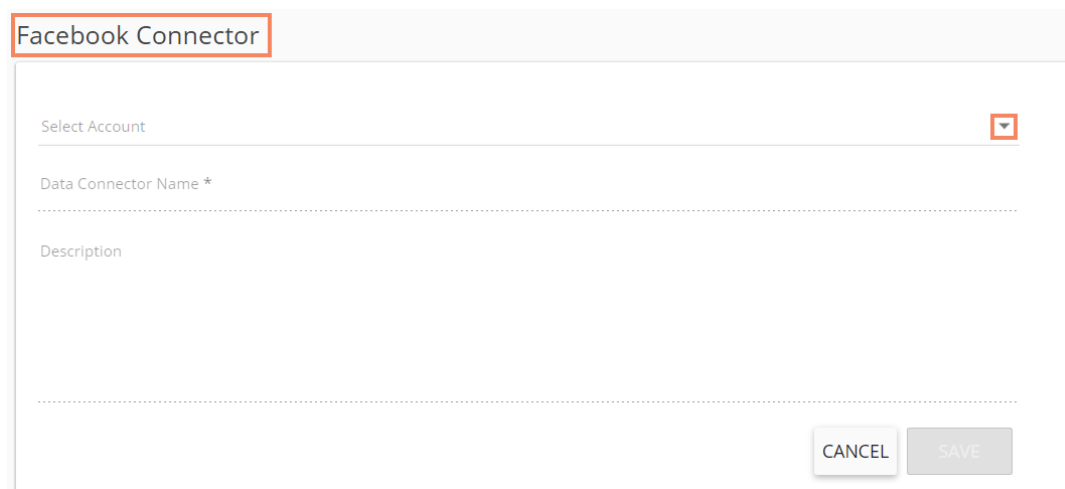 Facebook Connector
Select Account
Data Connector Name *
Description
CANCEL SAVE